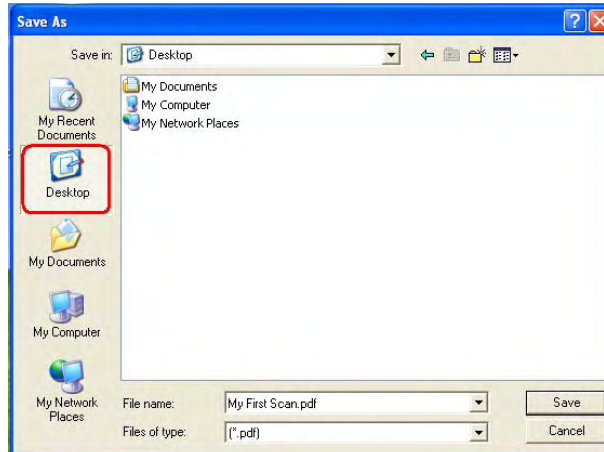 Save As
Save in:
Desktop
My Documents
My Computer
My Network Places
My Recent
Documents
Desktop
My Documents
My Computer
My Network
Places
File name:
My First Scan.pdf
Save
Files of type:
(*.pdf)
Cancel